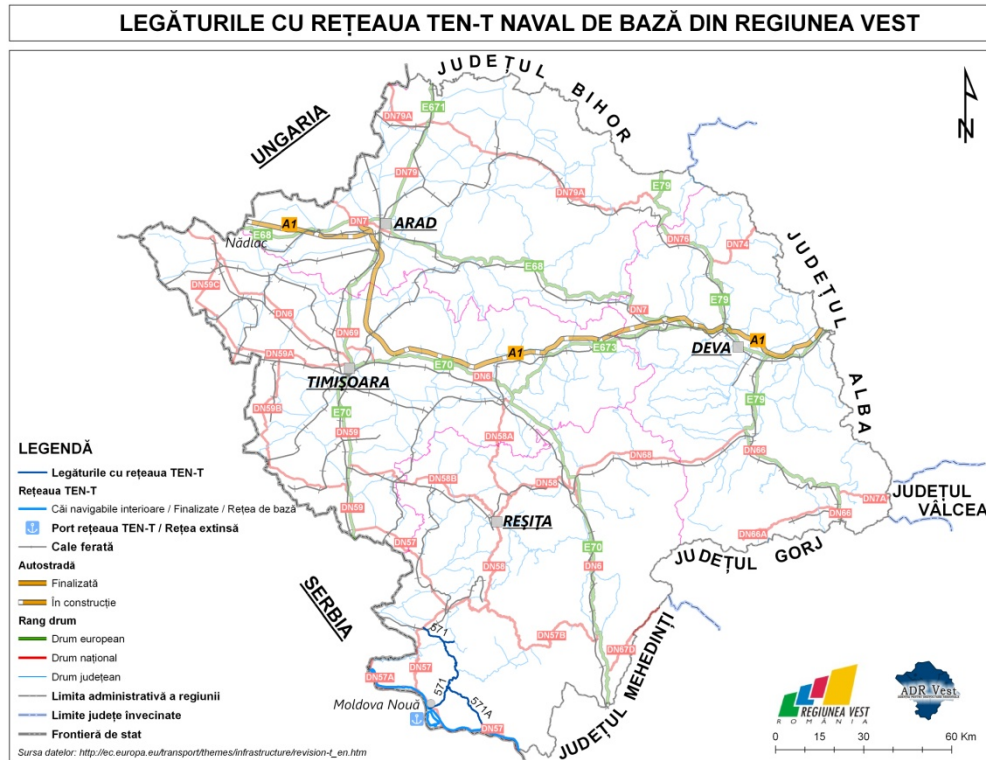 LEGĂTURILE CU REȚEAUA TEN-T NAVAL DE BAZĂ DIN REGIUNEA VEST
JUDEȚUL BIHOR
UNGARIA
DN79A
E671
DN79
DN79A
E79
N
A1
DN7
ARAD
E68
Nădlac
DN76
DN74
JUDEȚUL ALBA
E68
DN59C
DN6
E79
DN7
DN69
A1
DEVA
A1
E673
DN59A
E70
TIMIȘOARA
DN6
E79
DN59B
E70
DN59
DN58A
DN68
DN66
LEGENDĂ
Legăturile cu rețeaua TEN-T
Rețeaua TEN-T
Căi navigabile interioare / Finalizate / Rețea de bază
Port rețeaua TEN-T / Rețea extinsă
Cale ferată
Autostradă
Finalizată
În construcție
Rang drum
Drum european
Drum național
Drum județean
Limita administrativă a regiunii
Limite județe învecinate
Frontieră de stat
DN58B
DN58
DN59
REȘIȚA
DN7A
JUDEȚUL
VÂLCEA
DN66
DN66A
JUDEȚUL GORJ
DN57
E70
DN58
DN6
SERBIA
571
DN57B
DN67D
JUDEȚUL MEHEDINȚI
DN57
DN57A
571
Moldova Nouă
571A
DN57
REGIUNEA VEST
ROMÂNIA
ADR Vest
0 15 30 60 Km
Sursa datelor: http://ec.europa.eu/transport/themes/infrastructure/revision-t_en.htm